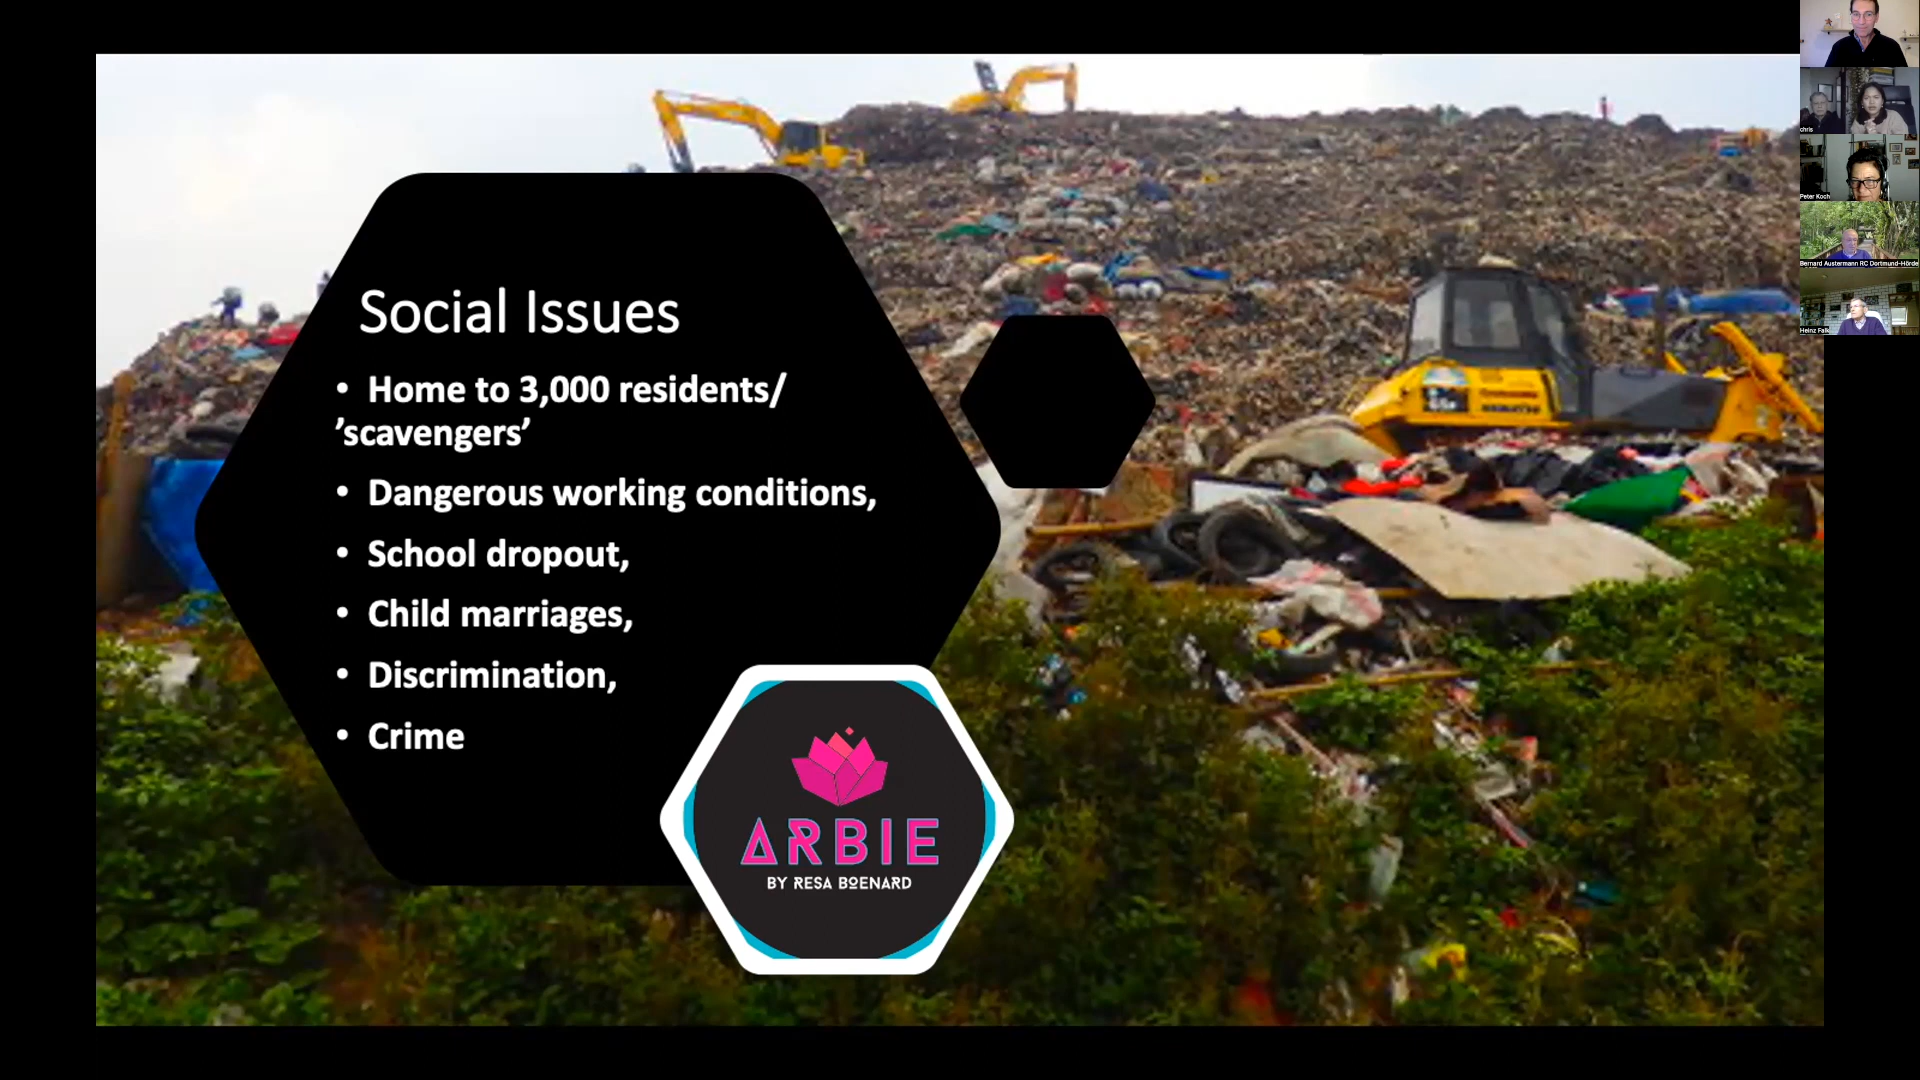 Social Issues
• Home to 3,000 residents/
’scavengers’
• Dangerous working conditions,
• School dropout,
• Child marriages,
• Discrimination,
• Crime
ARBIE
BY RESA BOENARD
chris
Peter Koch
Bernard Austermann RC Dortmund-Hörde
Heinz Falk